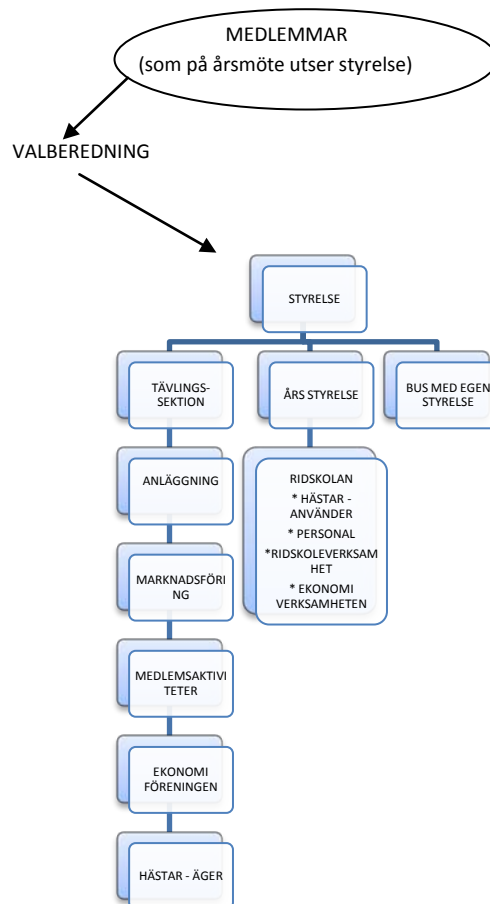 MEDLEMMAR
(som på årsmöte utser styrelse)
VALBEREDNING
STYRELSE
TÄVLINGS-
SEKTION
ÅRS STYRELSE
BUS MED EGEN
STYRELSE
ANLÄGGNING
RIDSKOLAN
* HÄSTAR -
ANVÄNDER
* PERSONAL
*RIDSKOLEVERKSAM
HET
* EKONOMI
VERKSAMHETEN
MARKNADSFÖRI
NG
MEDLEMSAKTIVI
TETER
EKONOMI
FÖRENINGEN
HÄSTAR - ÄGER